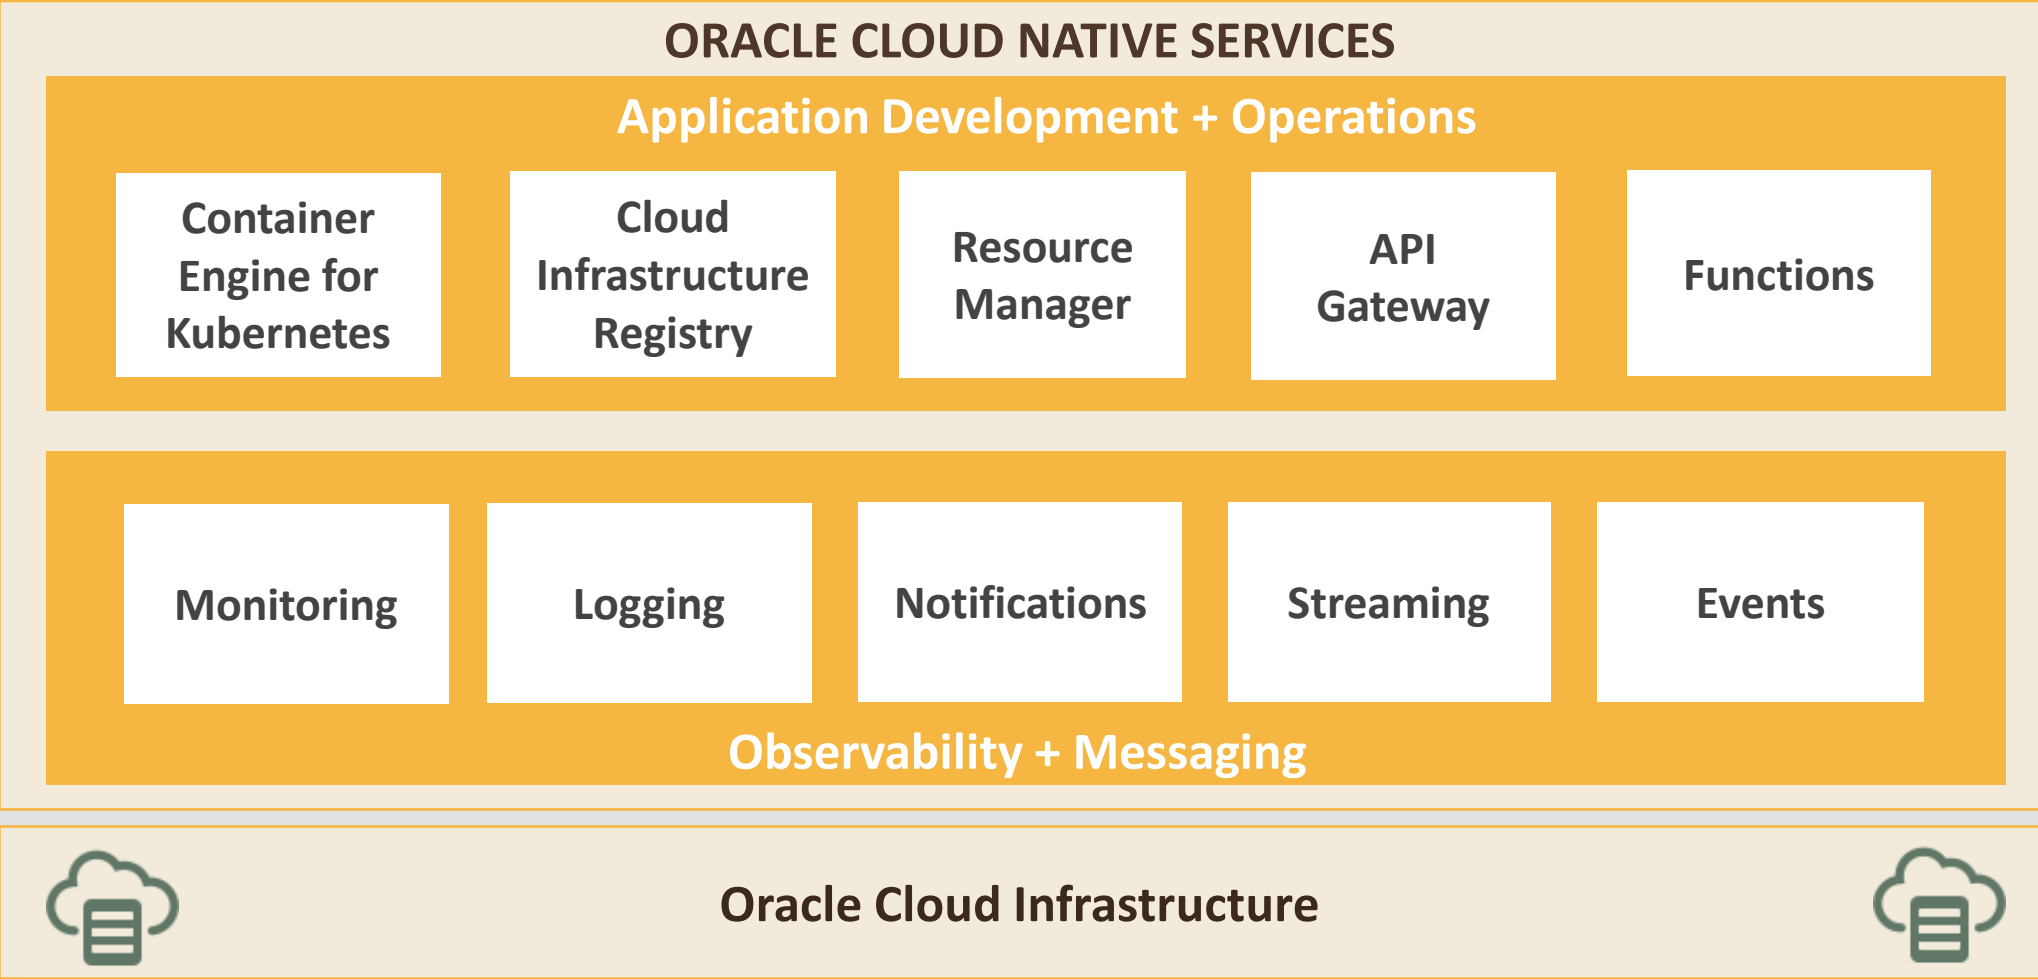 ORACLE CLOUD NATIVE SERVICES
Application Development + Operations
Container
Engine for
Kubernetes
Cloud
Infrastructure
Registry
Resource
Manager
API
Gateway
Functions
Monitoring
Logging
Notifications
Streaming
Events
Observability + Messaging
Oracle Cloud Infrastructure